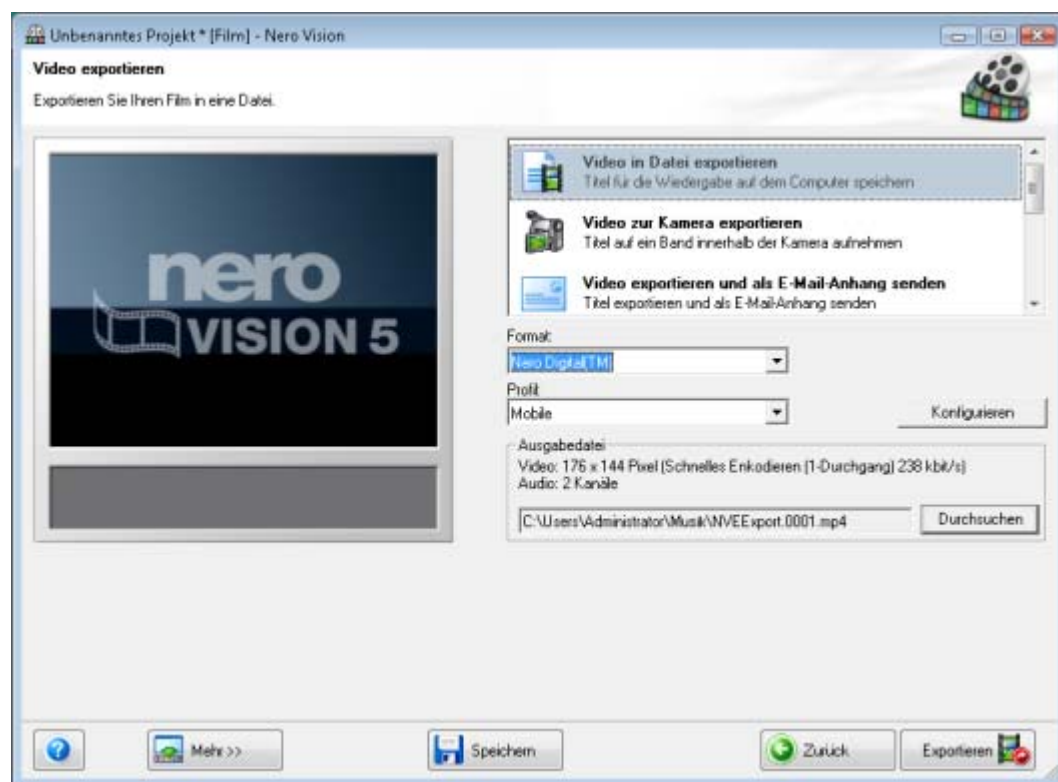 Unbenanntes Projekt * [Film] - Nero Vision
Video exportieren
Exportieren Sie Ihren Film in eine Datei.
nero
VISION 5
Video in Datei exportieren
Titel für die Wiedergabe auf dem Computer speichern
Video zur Kamera exportieren
Titel auf ein Band innerhalb der Kamera aufnehmen
Video exportieren und als E-Mail-Anhang senden
Titel exportieren und als E-Mail-Anhang senden
Format:
Nero Digital(TM)
Profil:
Mobile
Konfigurieren
Ausgabedatei
Video: 176 x 144 Pixel (Schnelles Enkodieren (1-Durchgang) 238 kbit/s)
Audio: 2 Kanäle
C:\Users\Administrator\Musik\NVEExport.0001.mp4
Durchsuchen
Mehr >>
Speichern
Zurück
Exportieren